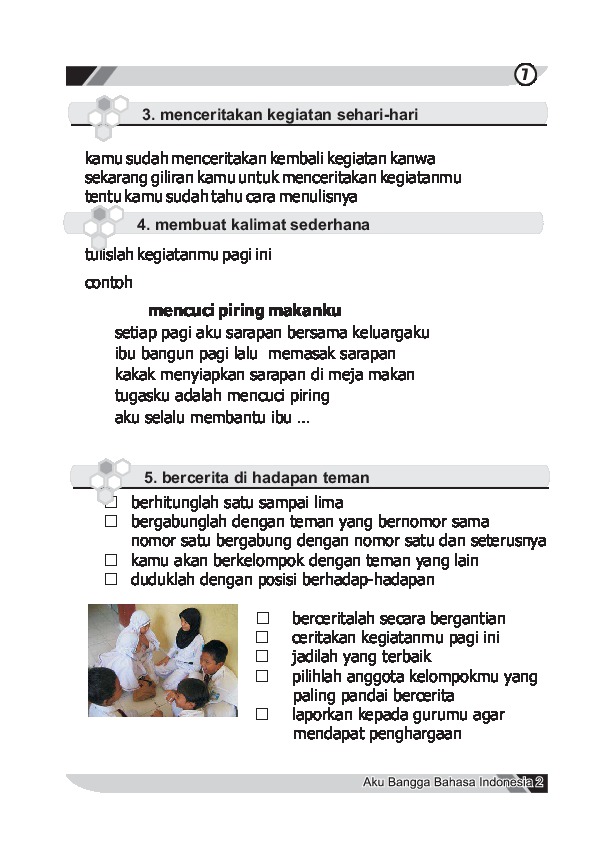 7
3. menceritakan kegiatan sehari-hari
kamu sudah menceritakan kembali kegiatan kanwa
sekarang giliran kamu untuk menceritakan kegiatanmu
tentu kamu sudah tahu cara menulisnya
4. membuat kalimat sederhana
tulislah kegiatanmu pagi ini
contoh
mencuci piring makanku
setiap pagi aku sarapan bersama keluargaku
ibu bangun pagi lalu memasak sarapan
kakak menyiapkan sarapan di meja makan
tugasku adalah mencuci piring
aku selalu membantu ibu ...
5. bercerita di hadapan teman
berhitunglah satu sampai lima
bergabunglah dengan teman yang bernomor sama
nomor satu bergabung dengan nomor satu dan seterusnya
kamu akan berkelompok dengan teman yang lain
duduklah dengan posisi berhadap-hadapan
berceritalah secara bergantian
ceritakan kegiatanmu pagi ini
jadilah yang terbaik
pilihlah anggota kelompokmu yang
paling pandai bercerita
laporkan kepada gurumu agar
mendapat penghargaan
Aku Bangga Bahasa Indonesia 2